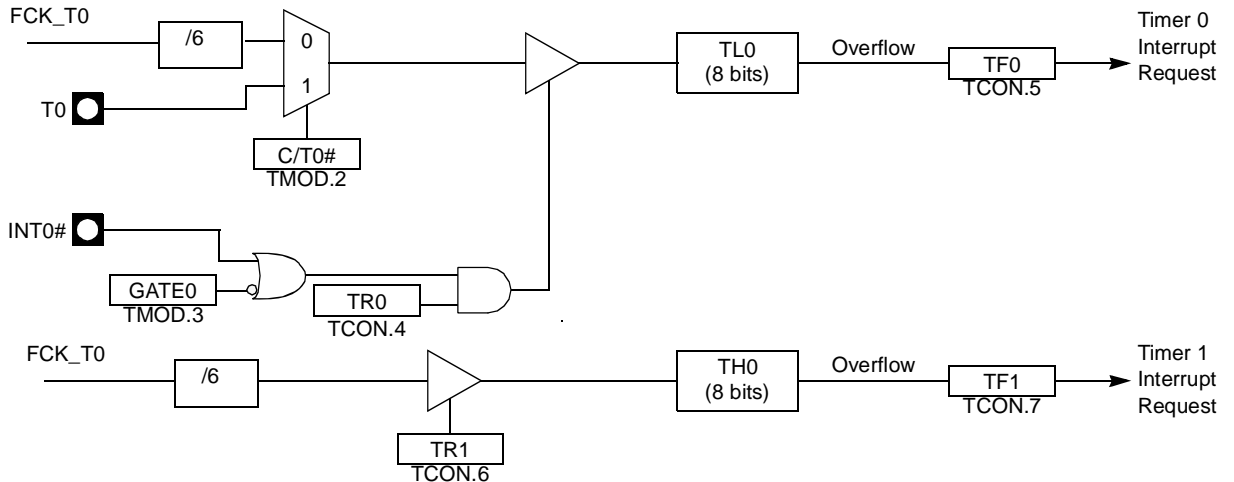 FCK_T0
/6
0
1
T0
C/T0#
TMOD.2
TL0
(8 bits)
Overflow
TF0
TCON.5
Timer 0
Interrupt
Request
INT0#
GATE0
TMOD.3
TR0
TCON.4
FCK_T0
/6
TR1
TCON.6
TH0
(8 bits)
Overflow
TF1
TCON.7
Timer 1
Interrupt
Request